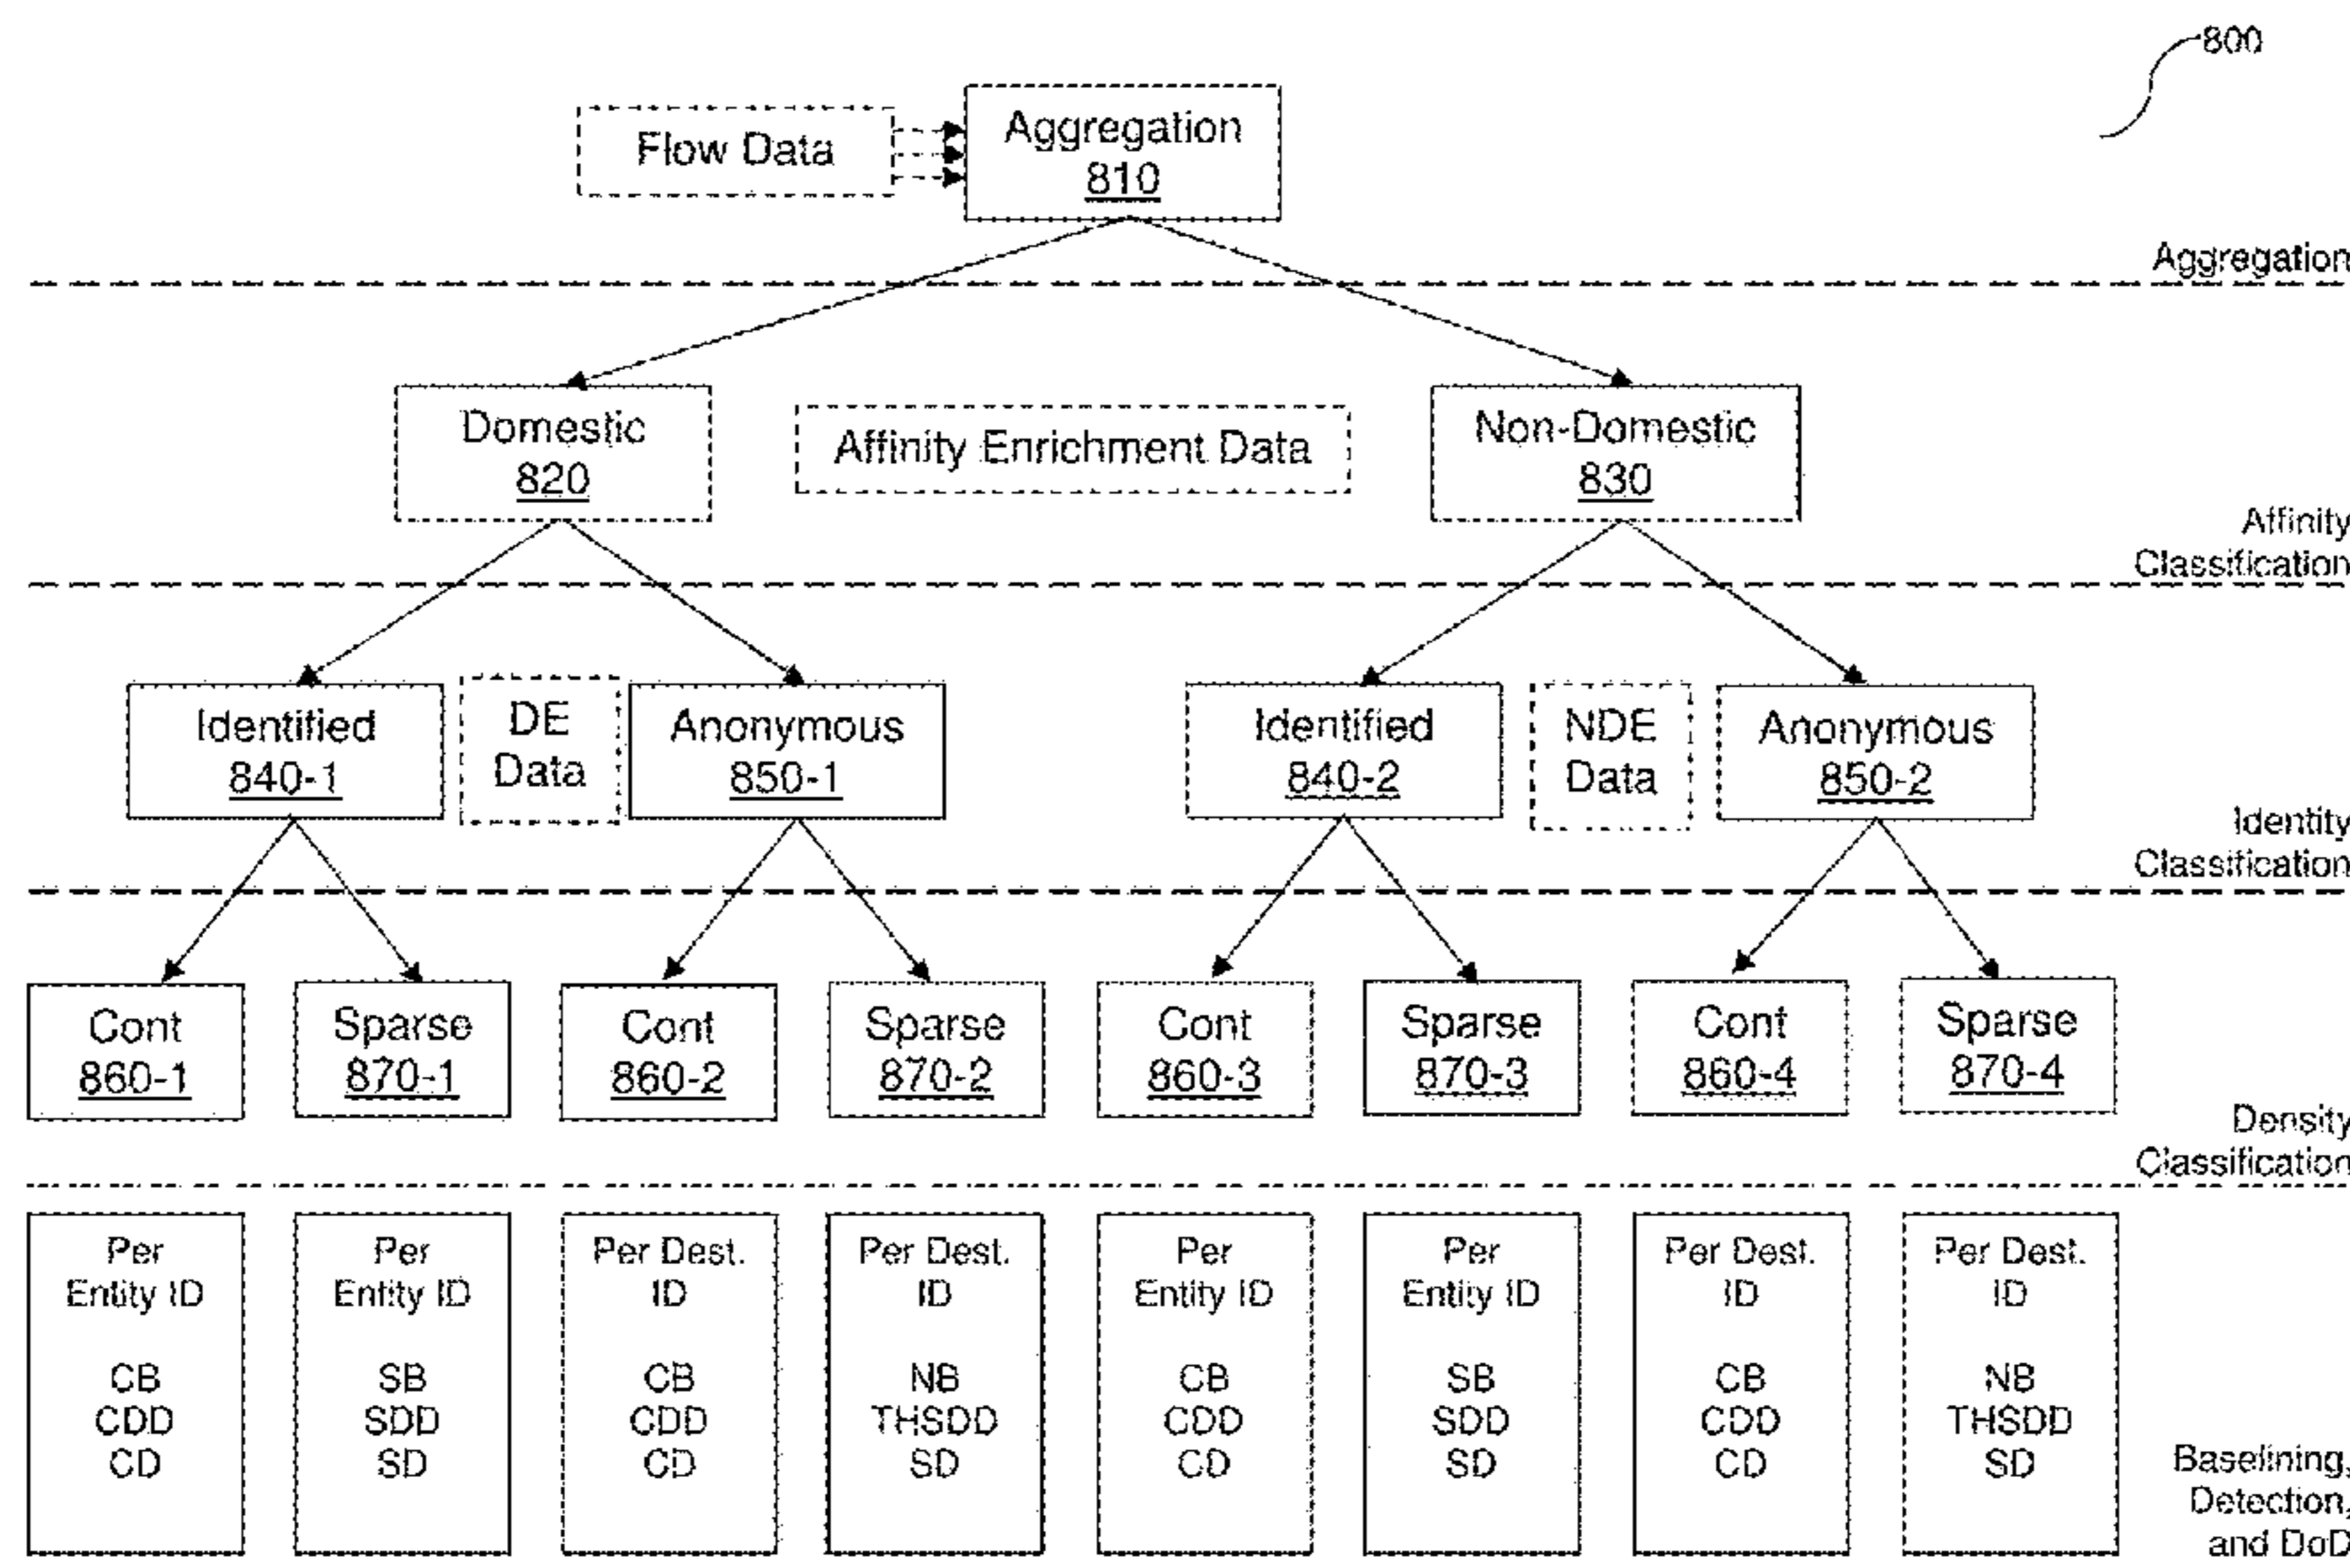 800
Flow Data
Aggregation
810
Aggregation
Domestic
820
Affinity Enrichment Data
Non-Domestic
830
Affinity
Classification
Identified
840-1
DE
Data
Anonymous
850-1
Identified
840-2
NDE
Data
Anonymous
850-2
Identity
Classification
Cont
860-1
Sparse
870-1
Cont
860-2
Sparse
870-2
Cont
860-3
Sparse
870-3
Cont
860-4
Sparse
870-4
Density
Classification
Per
Entity ID
CB
CDD
CD
Per
Entity ID
SB
SDD
SD
Per Dest.
ID
CB
CDD
CD
Per Dest.
ID
NB
THSDD
SD
Per
Entity ID
CB
CDD
CD
Per
Entity ID
SB
SDD
SD
Per Dest.
ID
CB
CDD
CD
Per Dest.
ID
NB
THSDD
SD
Baselining,
Detection,
and DoD